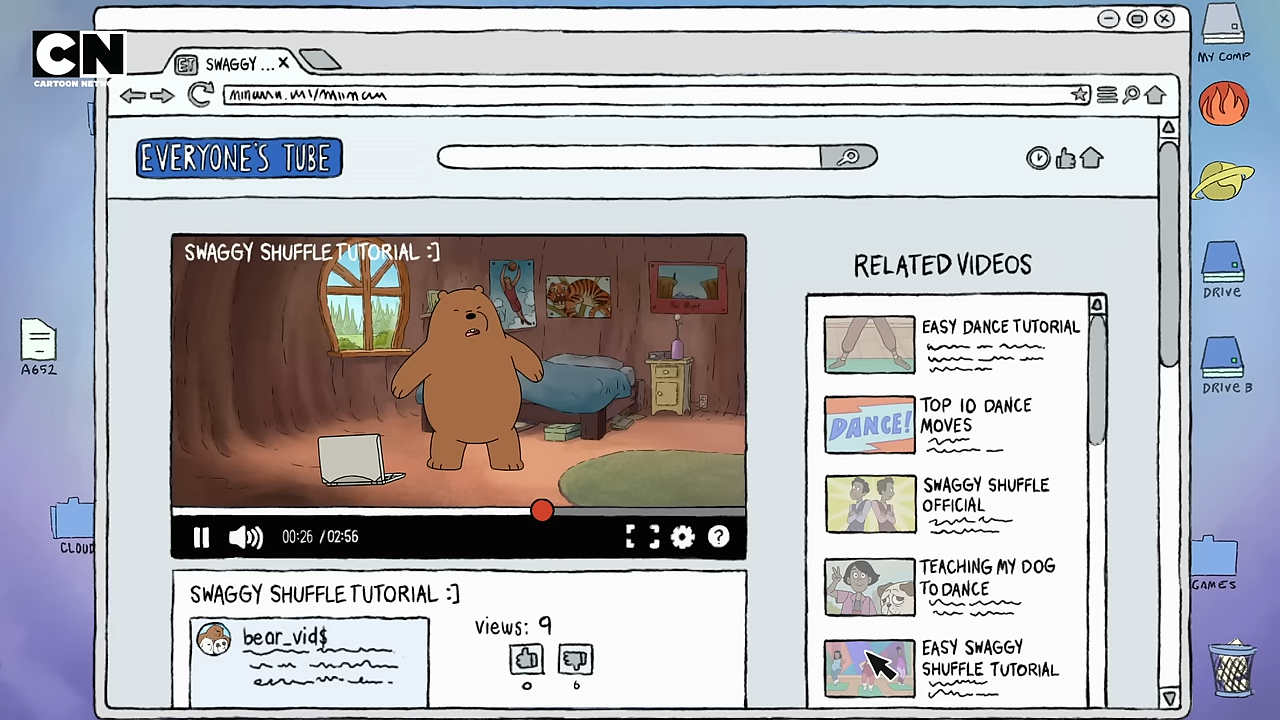 CN
CARTOON NETW
SWAGGY ...
MY COMP
EVERYONE'S TUBE
SWAGGY SHUFFLE TUTORIAL :]
RELATED VIDEOS
DRIVE
EASY DANCE TUTORIAL
A652
DRIVE B
TOP 10 DANCE
MOVES
DANCE!
SWAGGY SHUFFLE
OFFICIAL
00:26 / 02:56
?
CLOUD
TEACHING MY DOG
TO DANCE
GAMES
SWAGGY SHUFFLE TUTORIAL :]
bear_vid$
views: 9
0
6
EASY SWAGGY
SHUFFLE TUTORIAL